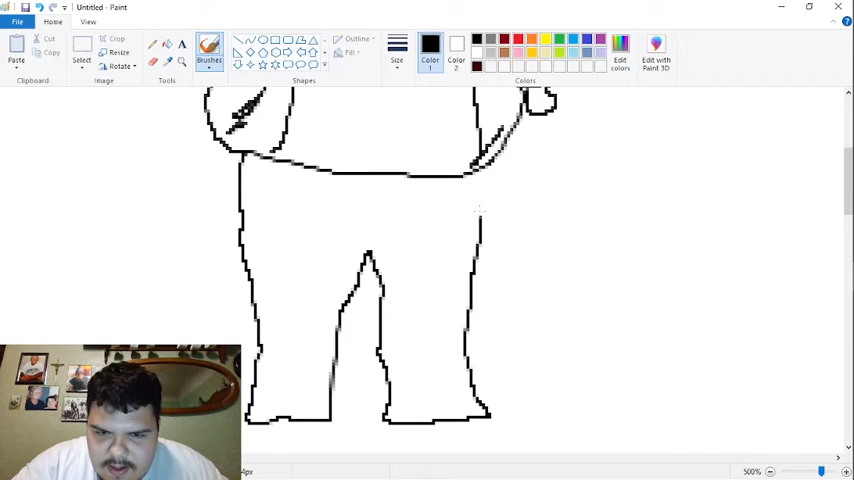 Untitled - Paint
File Home View
Paste
Cut
Copy
Clipboard
Select
Crop
Resize
Rotate
Image
Tools
Brushes
Shapes
Outline
Fill
Size
Color
1
Color
2
Colors
Edit
colors
Edit with
Paint 3D
4px
500%